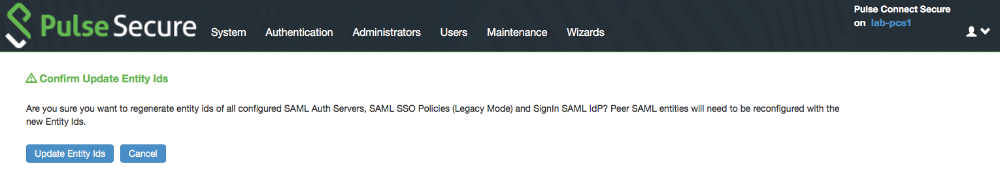 Pulse Secure
System Authentication Administrators Users Maintenance Wizards
Pulse Connect Secure
on lab-pcs1
Confirm Update Entity Ids
Are you sure you want to regenerate entity ids of all configured SAML Auth Servers, SAML SSO Policies (Legacy Mode) and SignIn SAML IdP? Peer SAML entities will need to be reconfigured with the
new Entity Ids.
Update Entity Ids Cancel